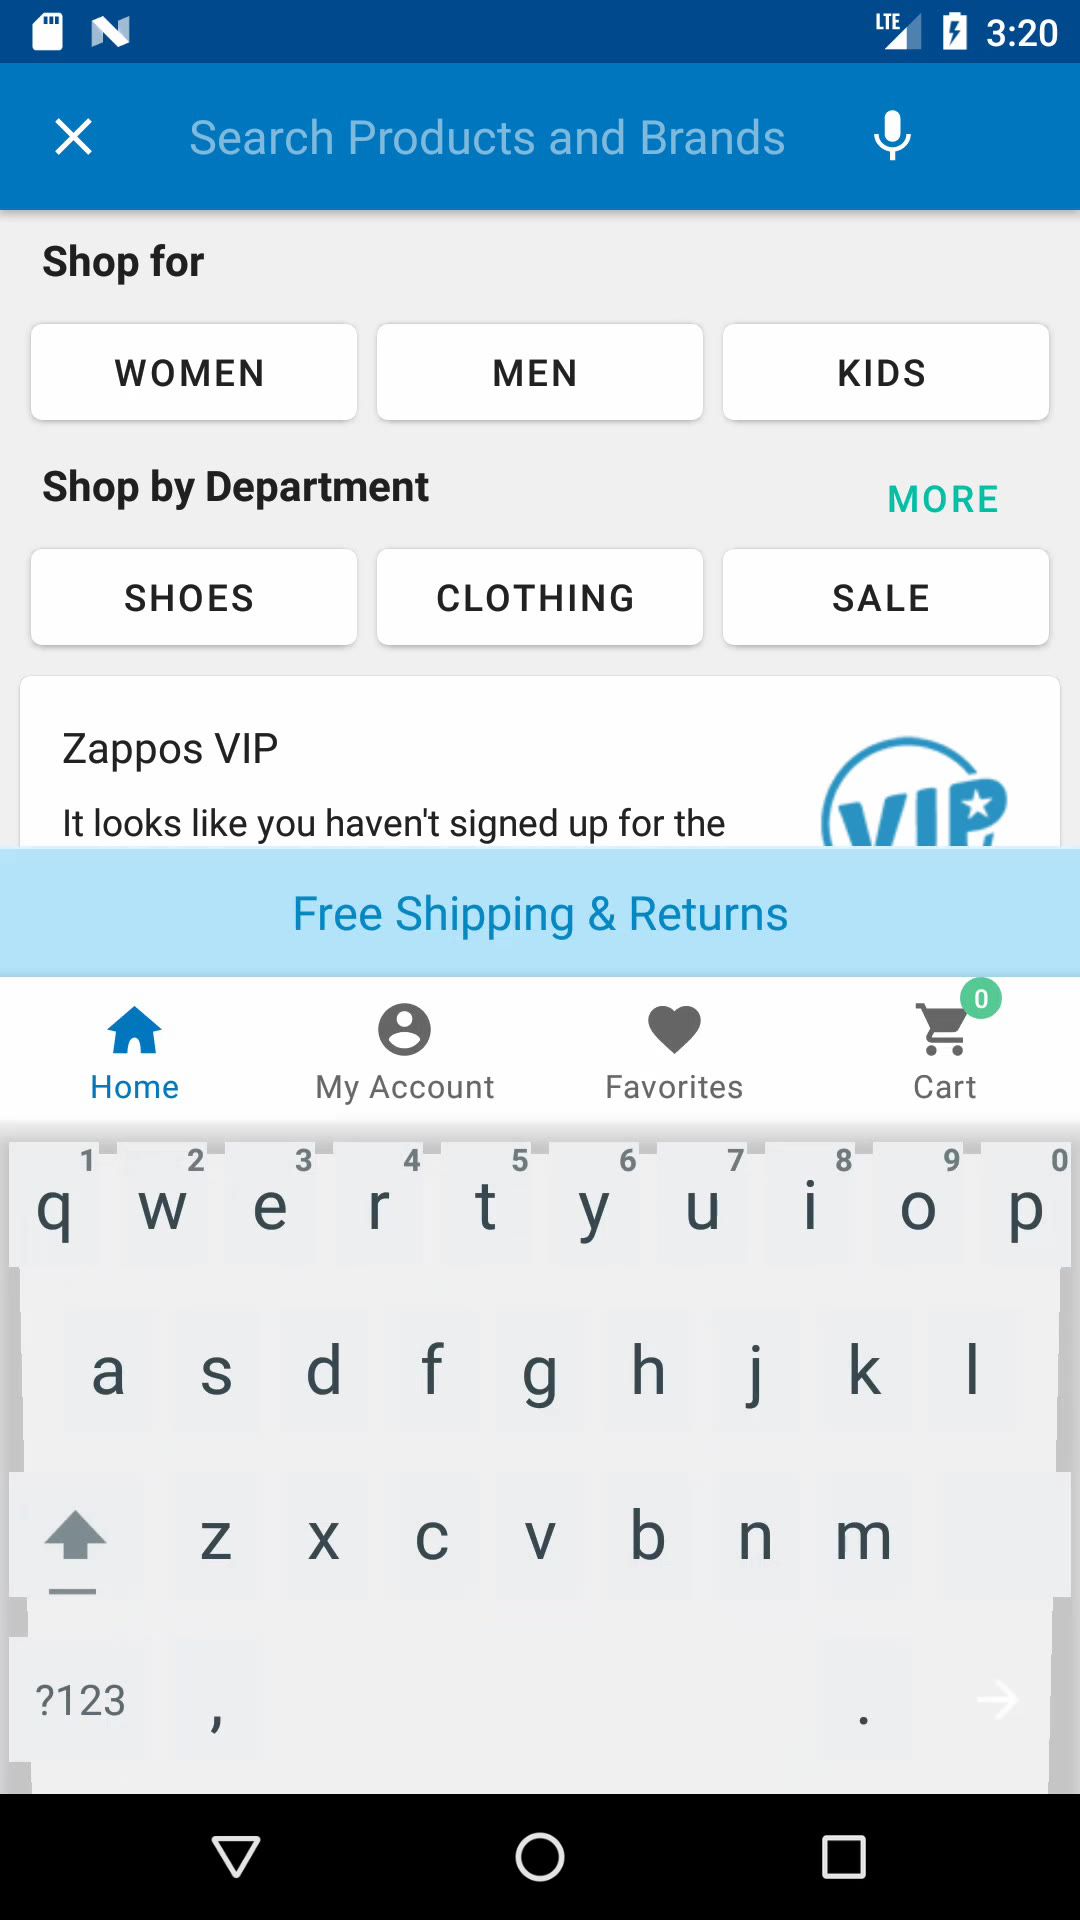 LTE 3:20
Search Products and Brands
Shop for
WOMEN MEN KIDS
Shop by Department MORE
SHOES CLOTHING SALE
Zappos VIP
It looks like you haven't signed up for the
VIP
Free Shipping & Returns
0
Home My Account Favorites Cart
1 2 3 4 5 6 7 8 9 0
q w e r t y u i o p
a s d f g h j k l
z x c v b n m
?123 , .